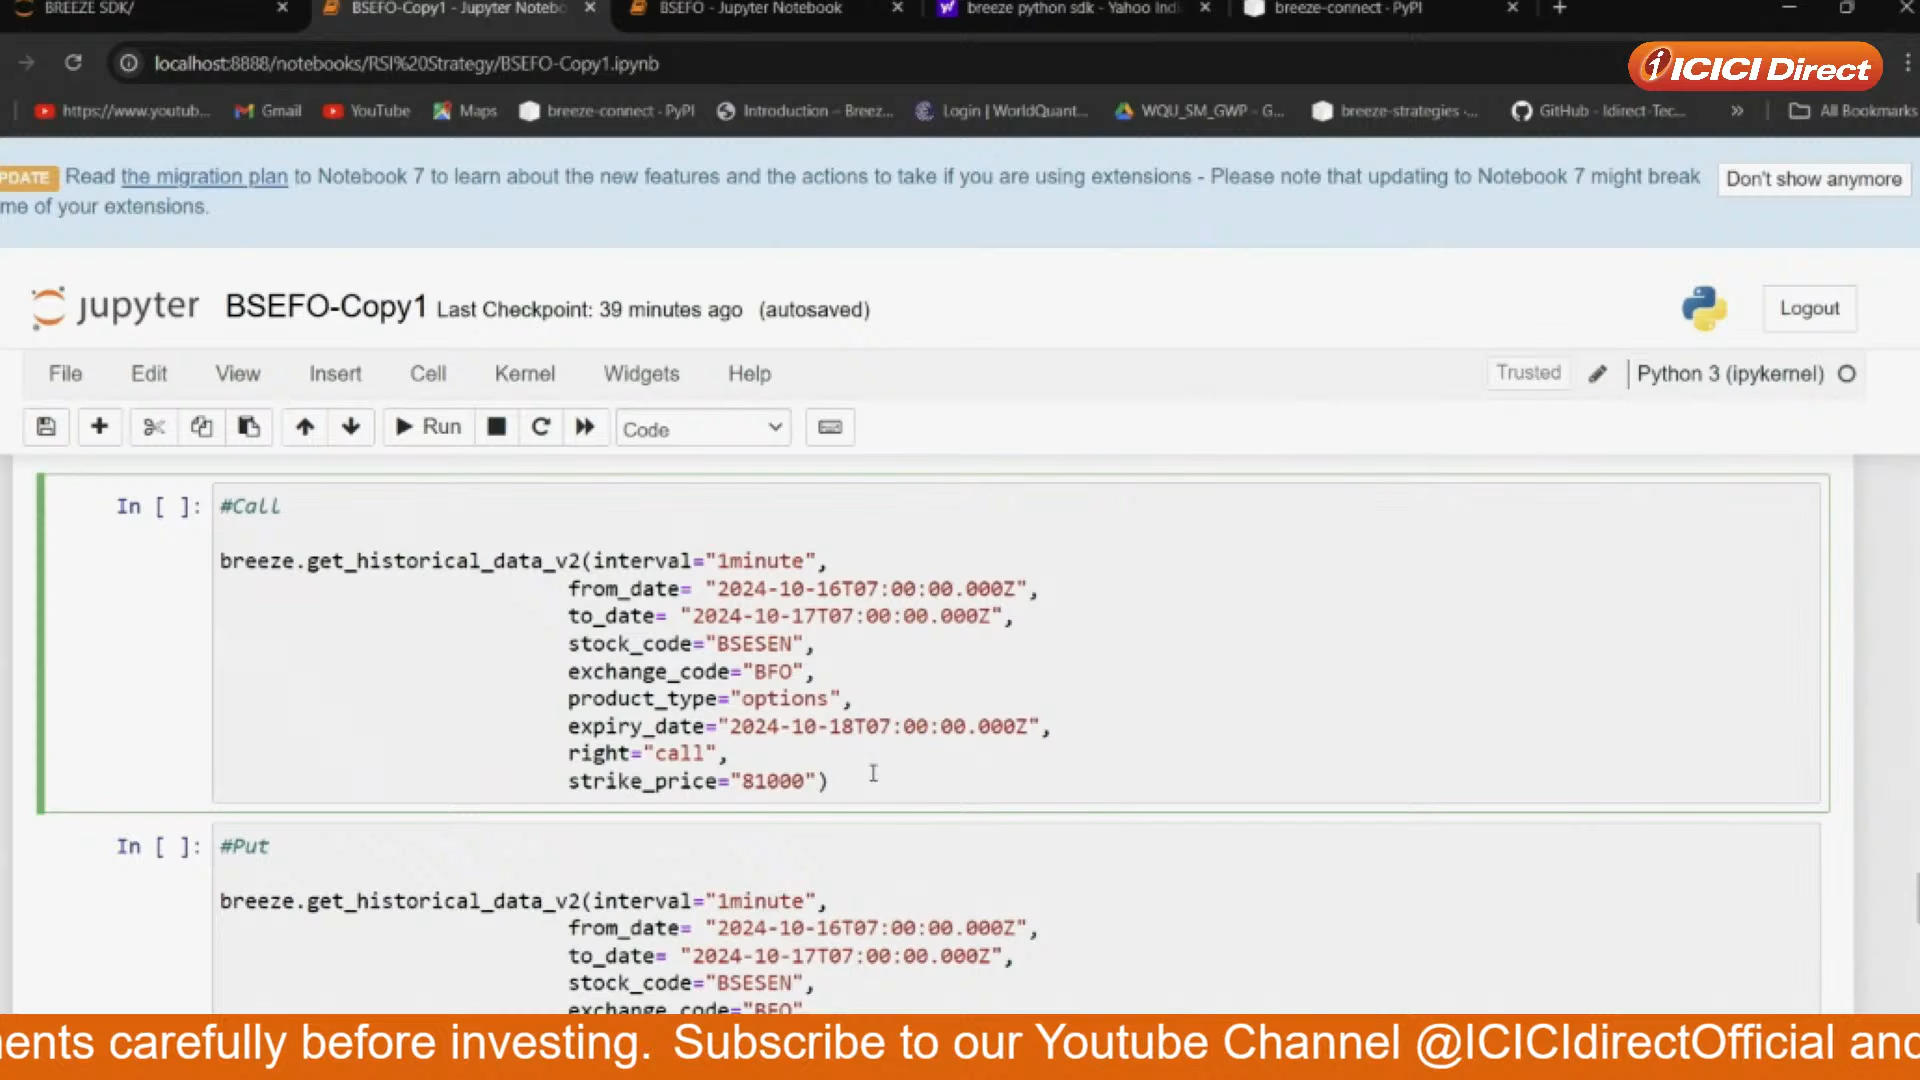 BREEZE SDK/
BSEFO-Copy1 - Jupyter Notebo
BSEFO - Jupyter Notebook
breeze python sdk - Yahoo Indi
breeze-connect · PyPI
localhost:8888/notebooks/RSI%20Strategy/BSEFO-Copy1.ipynb
ICICI Direct
https://www.youtub...
Gmail
YouTube
Maps
breeze-connect · PyPI
Introduction – Breez...
Login | WorldQuant...
WQU_SM_GWP - G...
breeze-strategies ·...
GitHub - Idirect-Tec...
»
All Bookmarks
PDATE Read the migration plan to Notebook 7 to learn about the new features and the actions to take if you are using extensions - Please note that updating to Notebook 7 might break
me of your extensions.
Don't show anymore
jupyter BSEFO-Copy1 Last Checkpoint: 39 minutes ago (autosaved)
Logout
File Edit View Insert Cell Kernel Widgets Help
Trusted
Python 3 (ipykernel)
Run
Code
In [ ]: #Call
breeze.get_historical_data_v2(interval="1minute",
from_date= "2024-10-16T07:00:00.000Z",
to_date= "2024-10-17T07:00:00.000Z",
stock_code="BSESEN",
exchange_code="BFO",
product_type="options",
expiry_date="2024-10-18T07:00:00.000Z",
right="call",
strike_price="81000")
In [ ]: #Put
breeze.get_historical_data_v2(interval="1minute",
from_date= "2024-10-16T07:00:00.000Z",
to_date= "2024-10-17T07:00:00.000Z",
stock_code="BSESEN",
exchange_code="BFO"
ents carefully before investing. Subscribe to our Youtube Channel @ICICIdirectOfficial and